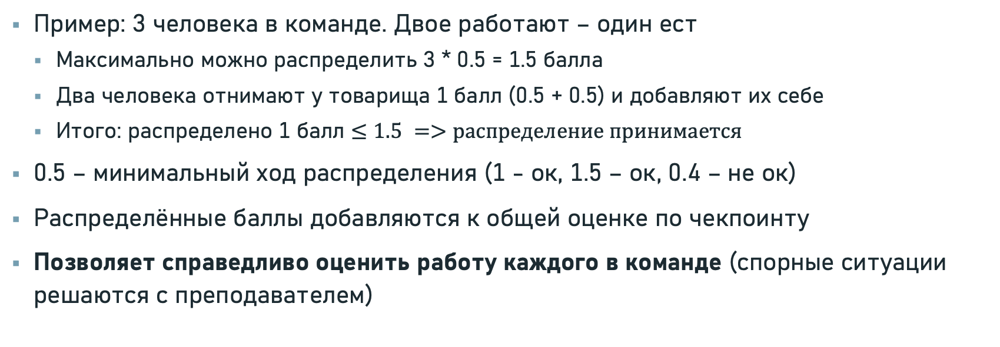 Пример: 3 человека в команде. Двое работают – один ест
Максимально можно распределить 3 * 0.5 = 1.5 балла
Два человека отнимают у товарища 1 балл (0.5 + 0.5) и добавляют их себе
Итого: распределено 1 балл ≤ 1.5 => распределение принимается
0.5 – минимальный ход распределения (1 - ок, 1.5 – ок, 0.4 – не ок)
Распределённые баллы добавляются к общей оценке по чекпоинту
Позволяет справедливо оценить работу каждого в команде (спорные ситуации
решаются с преподавателем)